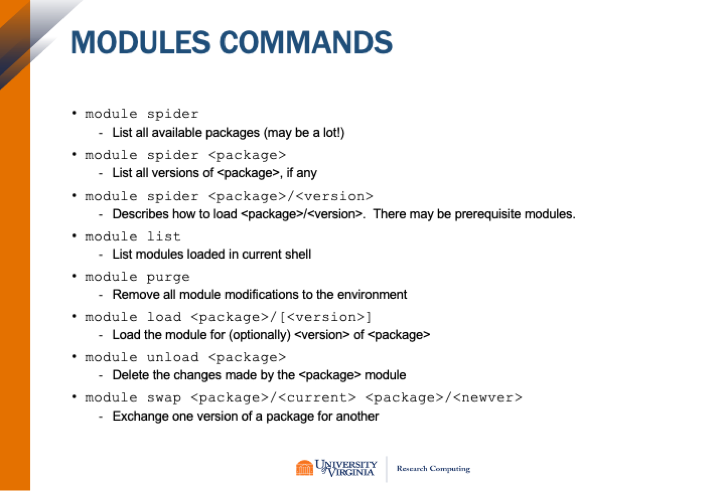 MODULES COMMANDS
• module spider
- List all available packages (may be a lot!)
• module spider <package>
- List all versions of <package>, if any
• module spider <package>/<version>
- Describes how to load <package>/<version>.  There may be prerequisite modules.
• module list
- List modules loaded in current shell
• module purge
- Remove all module modifications to the environment
• module load <package>/[<version>]
- Load the module for (optionally) <version> of <package>
• module unload <package>
- Delete the changes made by the <package> module
• module swap <package>/<current> <package>/<newver>
- Exchange one version of a package for another
UNIVERSITY
of VIRGINIA
Research Computing